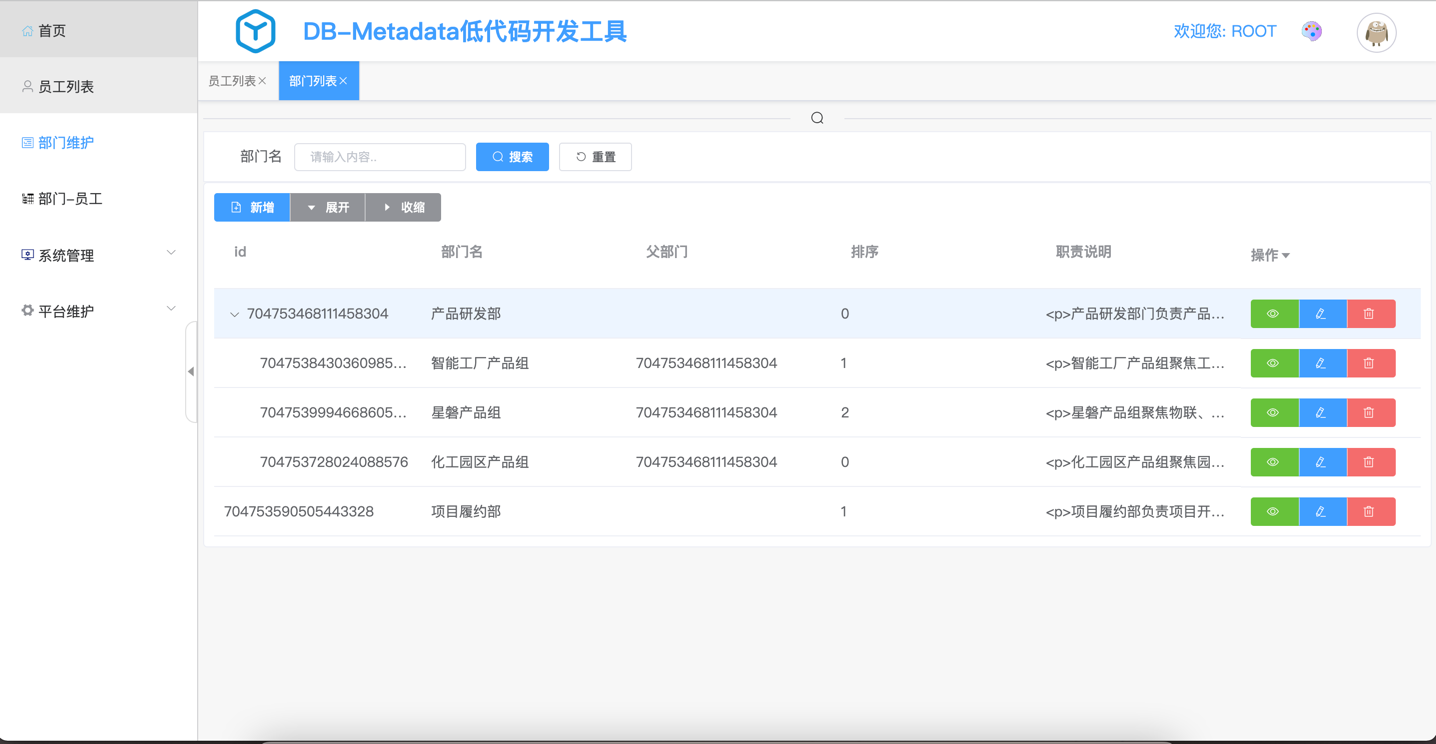 首页
员工列表
部门维护
部门-员工
系统管理
平台维护
DB-Metadata低代码开发工具
欢迎您: ROOT
员工列表
部门列表
部门名 请输入内容.. 搜索 重置
新增 展开 收缩
id 部门名 父部门 排序 职责说明 操作
704753468111458304 产品研发部 0 <p>产品研发部门负责产品...
7047538430360985... 智能工厂产品组 704753468111458304 1 <p>智能工厂产品组聚焦工...
7047539994668605... 星磐产品组 704753468111458304 2 <p>星磐产品组聚焦物联、...
704753728024088576 化工园区产品组 704753468111458304 0 <p>化工园区产品组聚焦园...
704753590505443328 项目履约部 1 <p>项目履约部负责项目开...